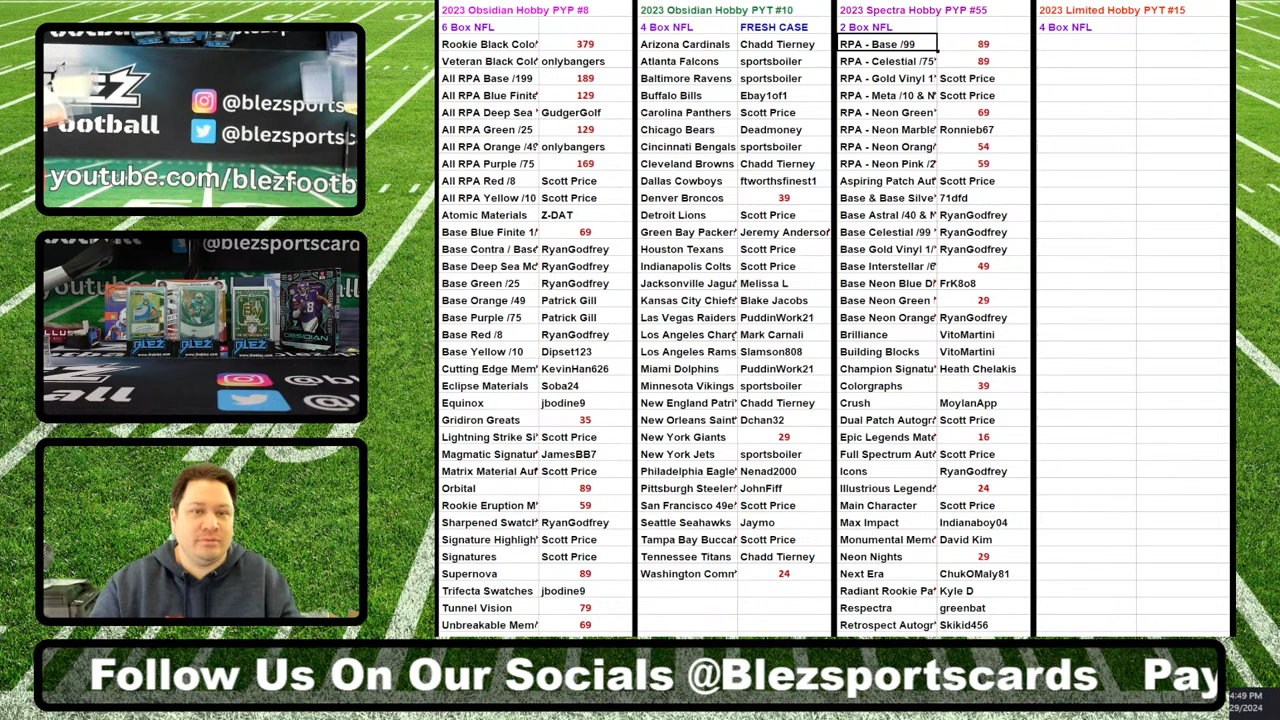 Football
@blezsports
@blezsportsc
youtube.com/blezfootb
@blezsportscard
OBSIDIAN
BLEZ
BLEZ
BLEZ
2023 Obsidian Hobby PYP #8
6 Box NFL
Rookie Black Colo 379
Veteran Black Col onlybangers
All RPA Base /199 189
All RPA Blue Finite 129
All RPA Deep Sea GudgerGolf
All RPA Green /25 129
All RPA Orange /49 onlybangers
All RPA Purple /75 169
All RPA Red /8 Scott Price
All RPA Yellow /10 Scott Price
Atomic Materials Z-DAT
Base Blue Finite 1/ 69
Base Contra / Base RyanGodfrey
Base Deep Sea Mo RyanGodfrey
Base Green /25 RyanGodfrey
Base Orange /49 Patrick Gill
Base Purple /75 Patrick Gill
Base Red /8 RyanGodfrey
Base Yellow /10 Dipset123
Cutting Edge Mem KevinHan626
Eclipse Materials Soba24
Equinox jbodine9
Gridiron Greats 35
Lightning Strike Si Scott Price
Magmatic Signatur JamesBB7
Matrix Material Aut Scott Price
Orbital 89
Rookie Eruption M 59
Sharpened Swatch RyanGodfrey
Signature Highligh Scott Price
Signatures Scott Price
Supernova 89
Trifecta Swatches jbodine9
Tunnel Vision 79
Unbreakable Mem 69
2023 Obsidian Hobby PYT #10
4 Box NFL FRESH CASE
Arizona Cardinals Chadd Tierney
Atlanta Falcons sportsboiler
Baltimore Ravens sportsboiler
Buffalo Bills Ebay1of1
Carolina Panthers Scott Price
Chicago Bears Deadmoney
Cincinnati Bengals sportsboiler
Cleveland Browns Chadd Tierney
Dallas Cowboys ftworthsfinest1
Denver Broncos 39
Detroit Lions Scott Price
Green Bay Packer Jeremy Anderso
Houston Texans Scott Price
Indianapolis Colts Scott Price
Jacksonville Jagu Melissa L
Kansas City Chiefs Blake Jacobs
Las Vegas Raiders PuddinWork21
Los Angeles Charg Mark Carnali
Los Angeles Rams Slamson808
Miami Dolphins PuddinWork21
Minnesota Vikings sportsboiler
New England Patri Chadd Tierney
New Orleans Saint Dchan32
New York Giants 29
New York Jets sportsboiler
Philadelphia Eagle Nenad2000
Pittsburgh Steeler JohnFiff
San Francisco 49e Scott Price
Seattle Seahawks Jaymo
Tampa Bay Bucca Scott Price
Tennessee Titans Chadd Tierney
Washington Comm 24
2023 Spectra Hobby PYP #55
2 Box NFL
RPA - Base /99 89
RPA - Celestial /75 89
RPA - Gold Vinyl 1 Scott Price
RPA - Meta /10 & N Scott Price
RPA - Neon Green 69
RPA - Neon Marble Ronnieb67
RPA - Neon Orang 54
RPA - Neon Pink /2 59
Aspiring Patch Aut Scott Price
Base & Base Silve 71dfd
Base Astral /40 & N RyanGodfrey
Base Celestial /99 RyanGodfrey
Base Gold Vinyl 1/ RyanGodfrey
Base Interstellar /6 49
Base Neon Blue D FrK8o8
Base Neon Green 29
Base Neon Orange RyanGodfrey
Brilliance VitoMartini
Building Blocks VitoMartini
Champion Signatu Heath Chelakis
Colorgraphs 39
Crush MoylanApp
Dual Patch Autogr Scott Price
Epic Legends Mate 16
Full Spectrum Aut Scott Price
Icons RyanGodfrey
Illustrious Legend 24
Main Character Scott Price
Max Impact Indianaboy04
Monumental Mem David Kim
Neon Nights 29
Next Era ChukOMaly81
Radiant Rookie Pa Kyle D
Respectra greenbat
Retrospect Autogr Skikid456
2023 Limited Hobby PYT #15
4 Box NFL
Follow Us On Our Socials @Blezsportscards Pay
4:49 PM
29/2024